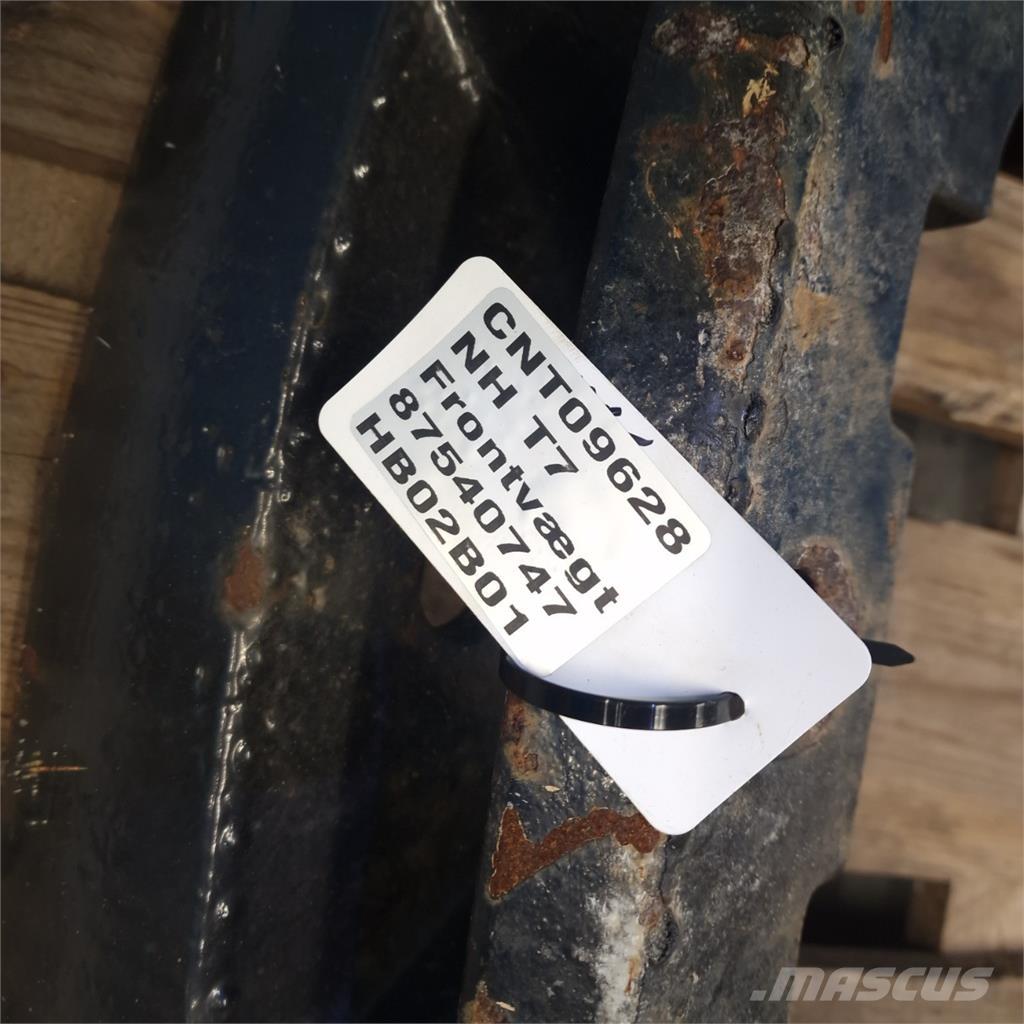 CNT09628
NH T7
Frontvægt
87540747
HB02B01
.MASCUS